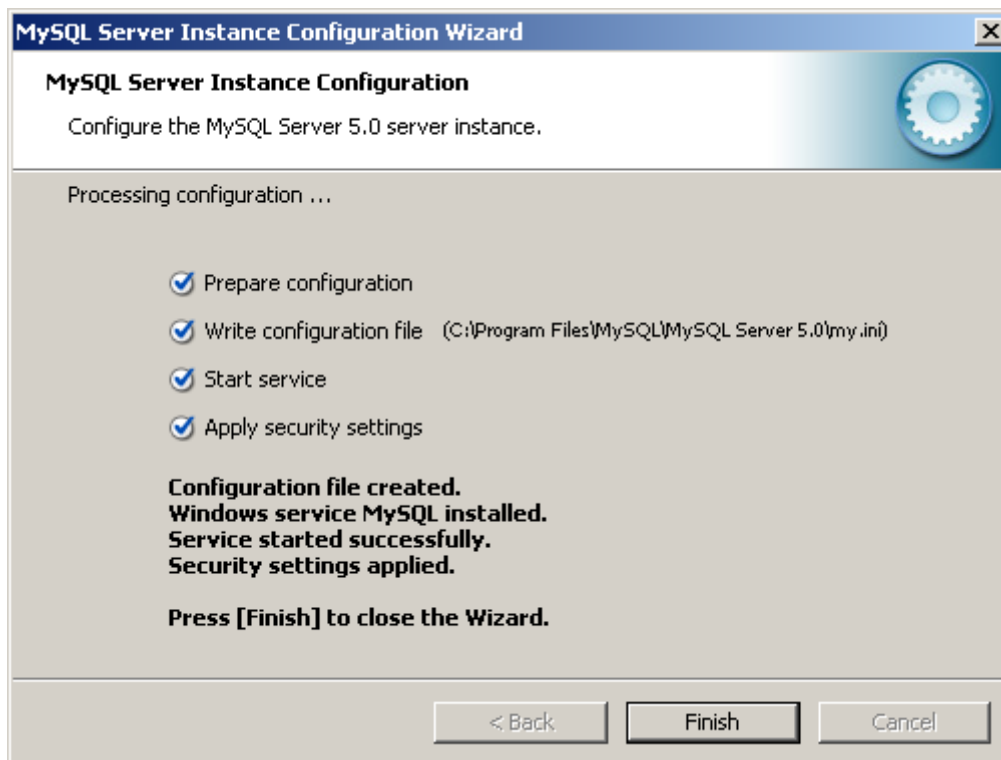 MySQL Server Instance Configuration Wizard
MySQL Server Instance Configuration
Configure the MySQL Server 5.0 server instance.
Processing configuration ...
Prepare configuration
Write configuration file (C:\Program Files\MySQL\MySQL Server 5.0\my.ini)
Start service
Apply security settings
Configuration file created.
Windows service MySQL installed.
Service started successfully.
Security settings applied.
Press [Finish] to close the Wizard.
< Back Finish Cancel